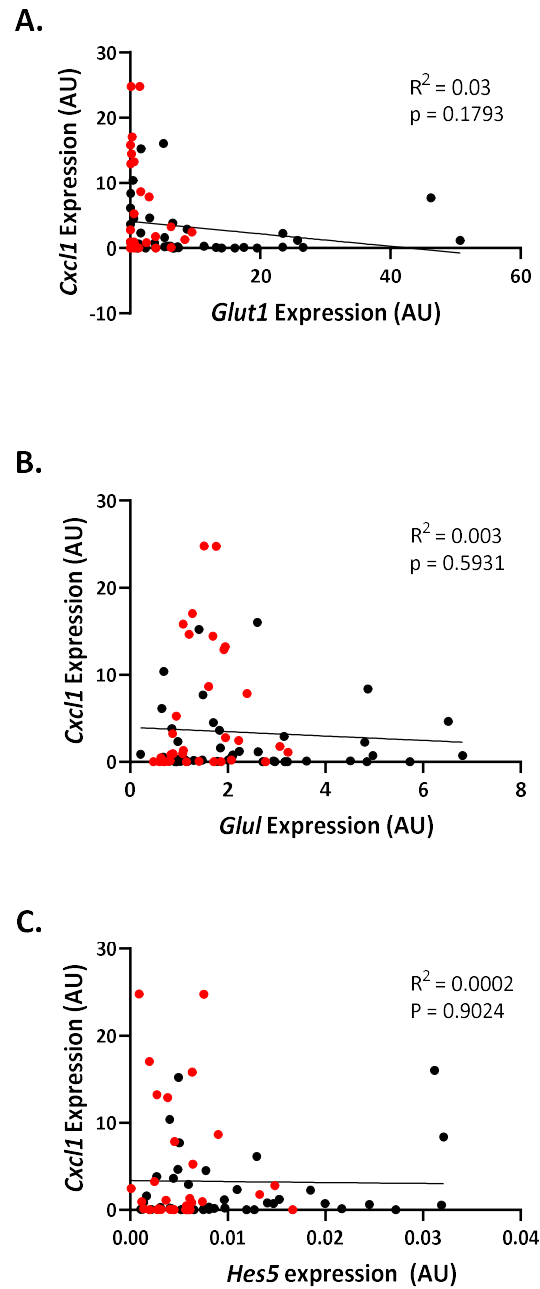 A.
30
20
10
0
-10
Cxcl1 Expression (AU)
R2 = 0.03
p = 0.1793
20 40 60
Glut1 Expression (AU)
B.
30
20
10
0
Cxcl1 Expression (AU)
R2 = 0.003
p = 0.5931
0 2 4 6 8
Glul Expression (AU)
C.
30
20
10
0
Cxcl1 Expression (AU)
R2 = 0.0002
P = 0.9024
0.00 0.01 0.02 0.03 0.04
Hes5 expression (AU)